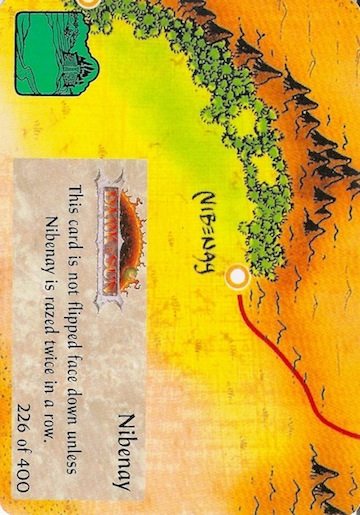 NIBENAY
DARK SUN
Nibenay
This card is not flipped face down unless
Nibenay is razed twice in a row.
226 of 400